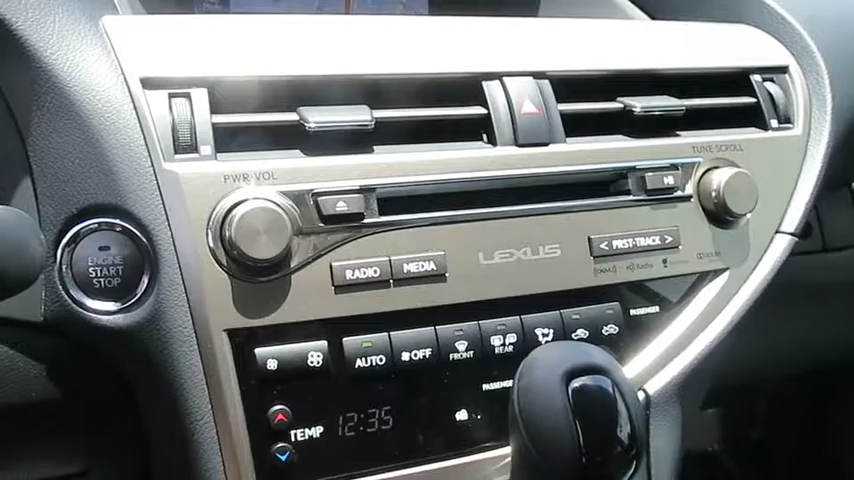 PWR·VOL
TUNE·SCROLL
ENGINE
START
STOP
RADIO
MEDIA
LEXUS
< PRST·TRACK >
AUTO
OFF
FRONT
REAR
PASSENGER
PASSENGER
TEMP
12:35